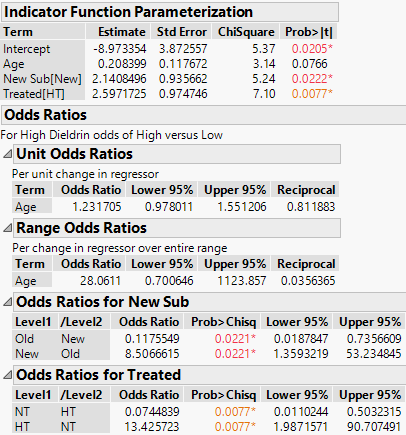 Indicator Function Parameterization
Term Estimate Std Error ChiSquare Prob>|t|
Intercept -8.973354 3.872557 5.37 0.0205*
Age 0.208399 0.117672 3.14 0.0766
New Sub[New] 2.1408496 0.935662 5.24 0.0222*
Treated[HT] 2.5971725 0.974746 7.10 0.0077*
Odds Ratios
For High Dieldrin odds of High versus Low
Unit Odds Ratios
Per unit change in regressor
Term Odds Ratio Lower 95% Upper 95% Reciprocal
Age 1.231705 0.978011 1.551206 0.811883
Range Odds Ratios
Per change in regressor over entire range
Term Odds Ratio Lower 95% Upper 95% Reciprocal
Age 28.0611 0.700646 1123.857 0.0356365
Odds Ratios for New Sub
Level1 /Level2 Odds Ratio Prob>Chisq Lower 95% Upper 95%
Old New 0.1175549 0.0221* 0.0187847 0.7356609
New Old 8.5066615 0.0221* 1.3593219 53.234845
Odds Ratios for Treated
Level1 /Level2 Odds Ratio Prob>Chisq Lower 95% Upper 95%
NT HT 0.0744839 0.0077* 0.0110244 0.5032315
HT NT 13.425723 0.0077* 1.9871571 90.707491